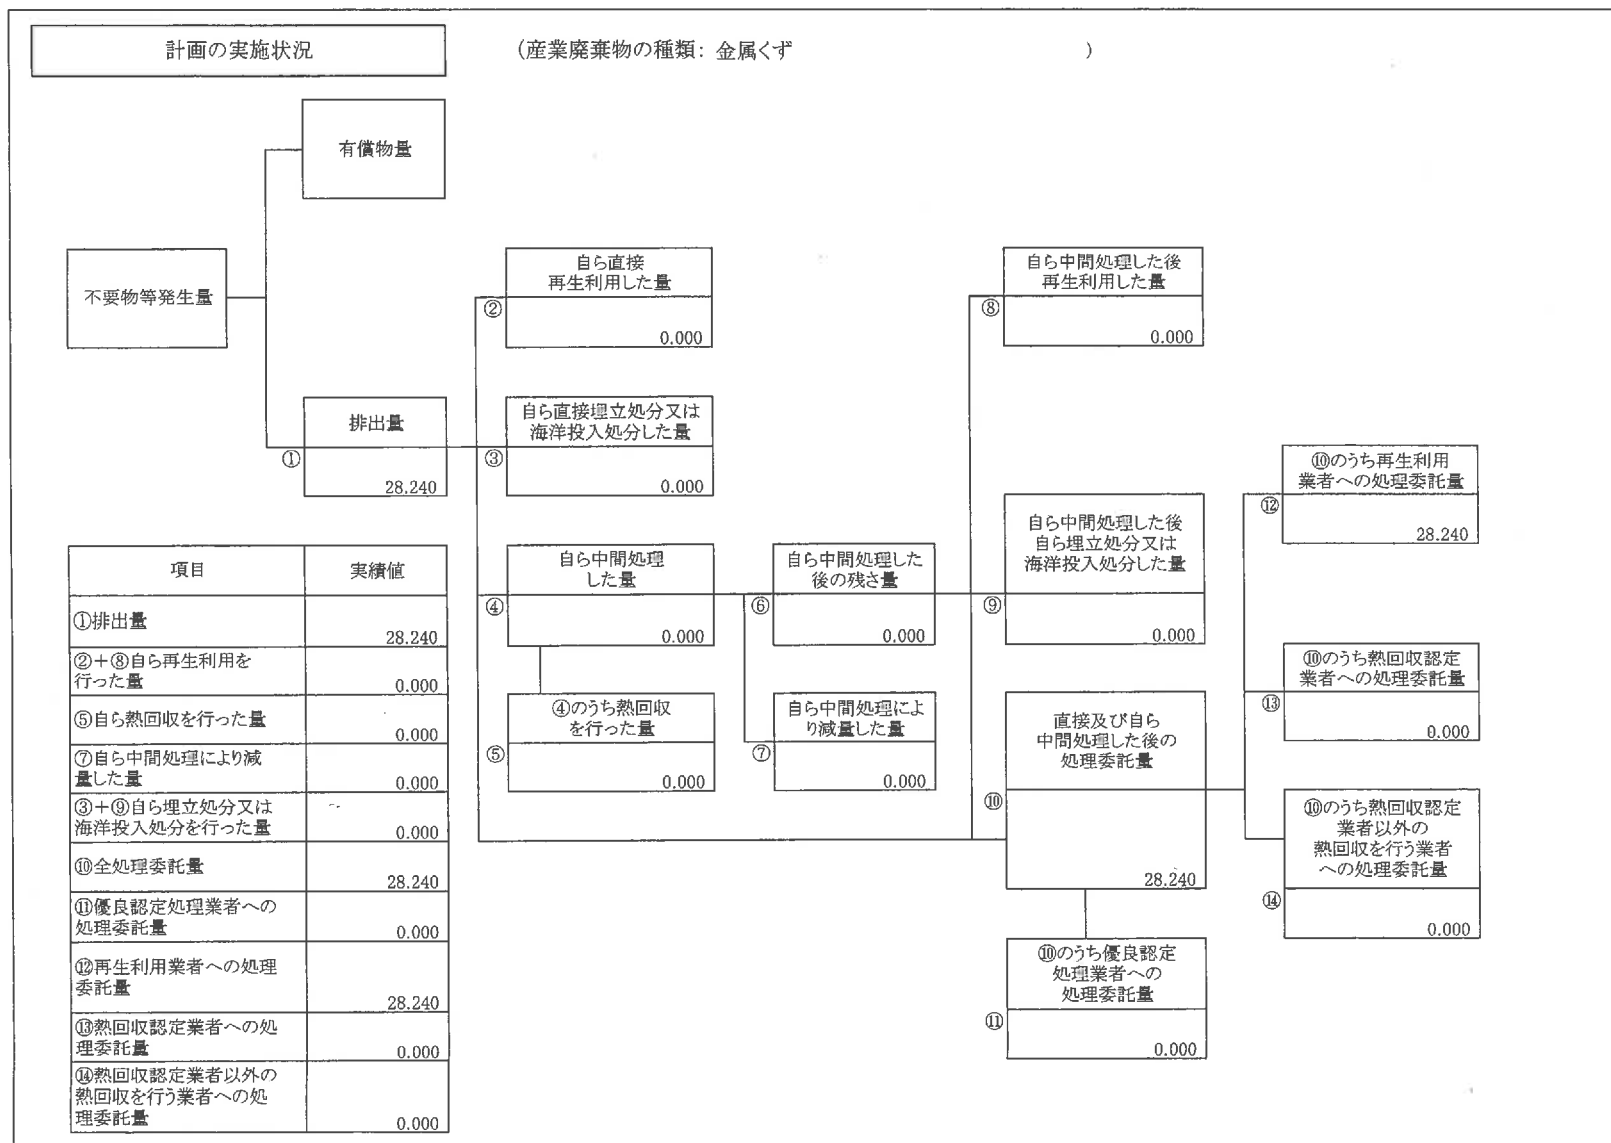 計画の実施状況
(産業廃棄物の種類: 金属くず )
有償物量
不要物等発生量
排出量
①
28.240
自ら直接
再生利用した量
②
0.000
自ら直接埋立処分又は
海洋投入処分した量
③
0.000
自ら中間処理
した量
④
0.000
④のうち熱回収
を行った量
⑤
0.000
自ら中間処理した
後の残さ量
⑥
0.000
自ら中間処理によ
り減量した量
⑦
0.000
自ら中間処理した後
再生利用した量
⑧
0.000
自ら中間処理した後
自ら埋立処分又は
海洋投入処分した量
⑨
0.000
直接及び自ら
中間処理した後の
処理委託量
⑩
28.240
⑩のうち優良認定
処理業者への
処理委託量
⑪
0.000
⑩のうち再生利用
業者への処理委託量
⑫
28.240
⑩のうち熱回収認定
業者への処理委託量
⑬
0.000
⑩のうち熱回収認定
業者以外の
熱回収を行う業者
への処理委託量
⑭
0.000
項目 実績値
①排出量
28.240
②+⑧自ら再生利用を
行った量
0.000
⑤自ら熱回収を行った量
0.000
⑦自ら中間処理により減
量した量
0.000
③+⑨自ら埋立処分又は
海洋投入処分を行った量
0.000
⑩全処理委託量
28.240
⑪優良認定処理業者への
処理委託量
0.000
⑫再生利用業者への処理
委託量
28.240
⑬熱回収認定業者への処
理委託量
0.000
⑭熱回収認定業者以外の
熱回収を行う業者への処
理委託量
0.000